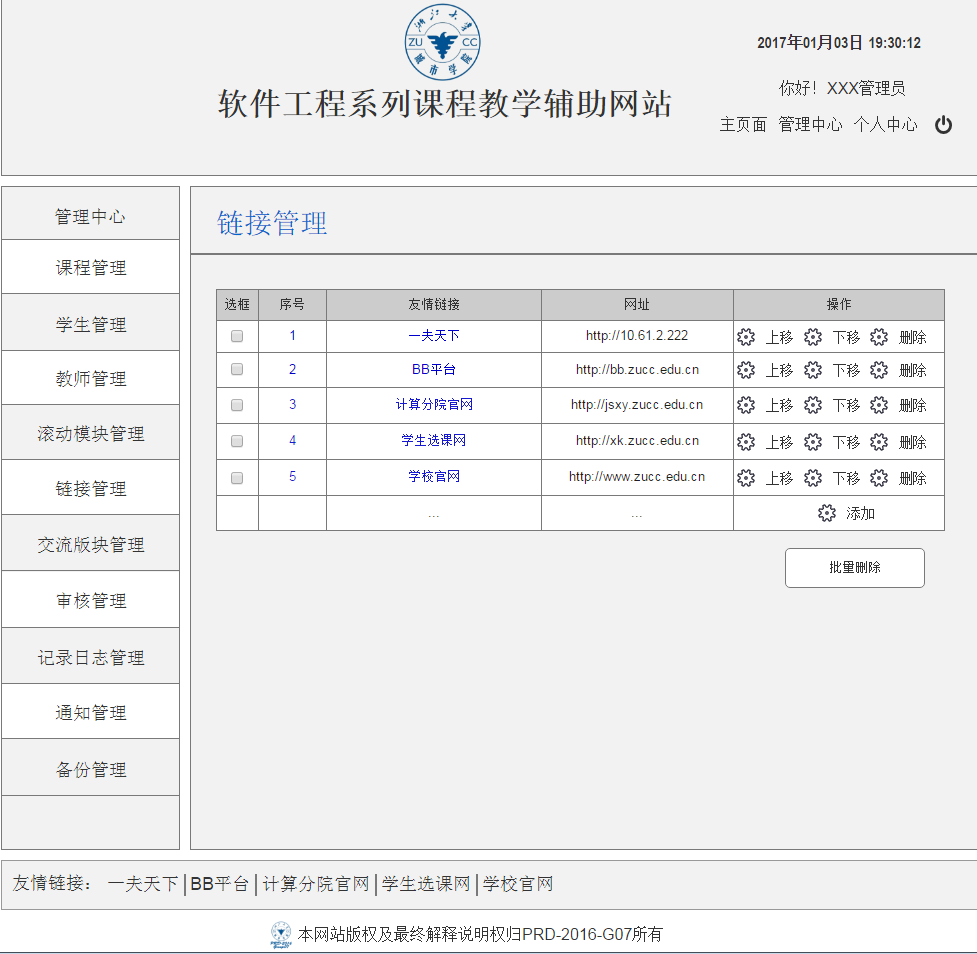 浙江大学
ZU CC
城市学院
2017年01月03日 19:30:12
软件工程系列课程教学辅助网站
你好！XXX管理员
主页面 管理中心 个人中心
管理中心
课程管理
学生管理
教师管理
滚动模块管理
链接管理
交流版块管理
审核管理
记录日志管理
通知管理
备份管理
链接管理
选框 序号 友情链接 网址 操作
1 一夫天下 http://10.61.2.222 上移 下移 删除
2 BB平台 http://bb.zucc.edu.cn 上移 下移 删除
3 计算分院官网 http://jsxy.zucc.edu.cn 上移 下移 删除
4 学生选课网 http://xk.zucc.edu.cn 上移 下移 删除
5 学校官网 http://www.zucc.edu.cn 上移 下移 删除
... ... 添加
批量删除
友情链接： 一夫天下|BB平台|计算分院官网|学生选课网|学校官网
本网站版权及最终解释说明权归PRD-2016-G07所有